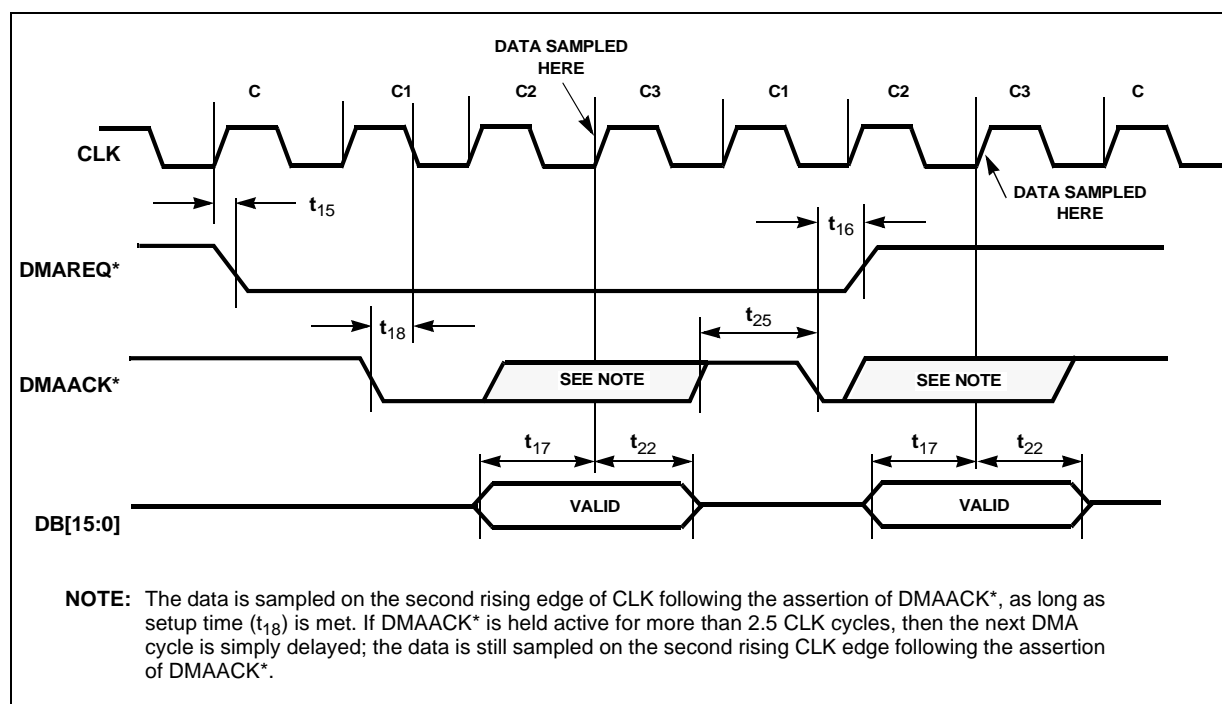 DATA SAMPLED
HERE
C C1 C2 C3 C1 C2 C3 C
CLK
DATA SAMPLED
HERE
t15
t16
DMAREQ*
t18
t25
DMAACK*
SEE NOTE
SEE NOTE
t17 t22 t17 t22
DB[15:0]
VALID
VALID
NOTE: The data is sampled on the second rising edge of CLK following the assertion of DMAACK*, as long as
setup time (t18) is met. If DMAACK* is held active for more than 2.5 CLK cycles, then the next DMA
cycle is simply delayed; the data is still sampled on the second rising CLK edge following the assertion
of DMAACK*.